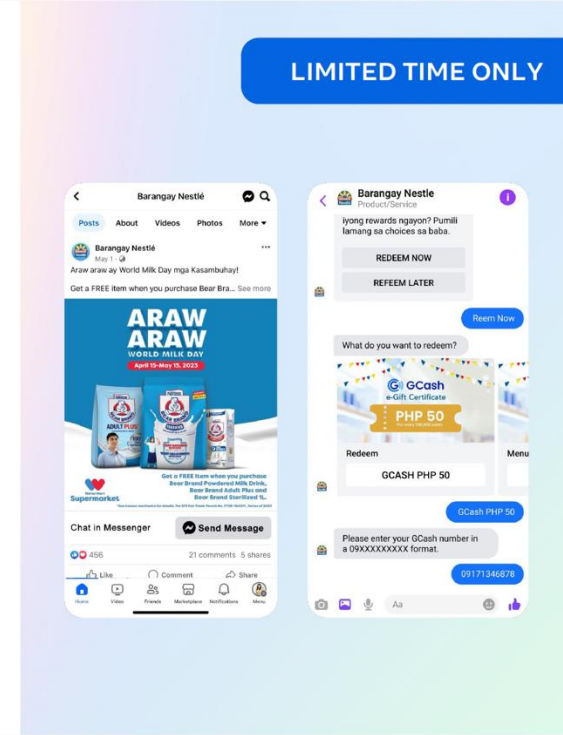 LIMITED TIME ONLY
Barangay Nestlé
Posts About Videos Photos More
Barangay Nestlé
May 1
Araw araw ay World Milk Day mga Kasambuhay!
Get a FREE item when you purchase Bear Bra... See more
ARAW
ARAW
WORLD MILK DAY
April 15-May 15, 2023
BEAR BRAND
ADULT PLUS
Supermarket
Get a FREE item when you purchase
Bear Brand Powdered Milk Drink,
Bear Brand Adult Plus and
Bear Brand Sterilized 1L.
Chat in Messenger
Send Message
456
21 comments 5 shares
Like Comment Share
Home Video Friends Marketplace Notifications Menu
Barangay Nestle
Product/Service
iyong rewards ngayon? Pumili
lamang sa choices sa baba.
REDEEM NOW
REFEEM LATER
Reem Now
What do you want to redeem?
GCash
e-Gift Certificate
PHP 50
Redeem
Menu
GCASH PHP 50
GCash PHP 50
Please enter your GCash number in
a 09XXXXXXXXX format.
09171346878
Aa